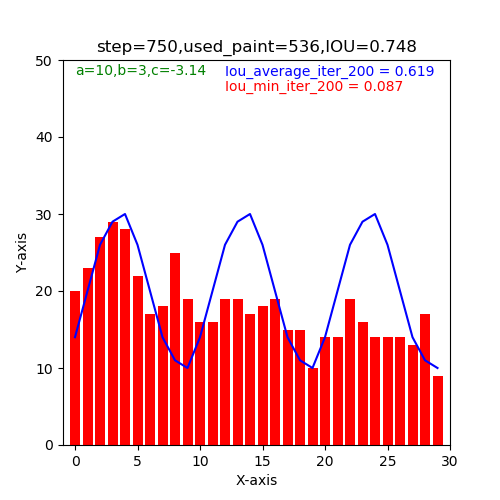 step=750,used_paint=536,IOU=0.748
a=10,b=3,c=-3.14
Iou_average_iter_200 = 0.619
Iou_min_iter_200 = 0.087
50
40
30
20
10
0
Y-axis
0 5 10 15 20 25 30
X-axis